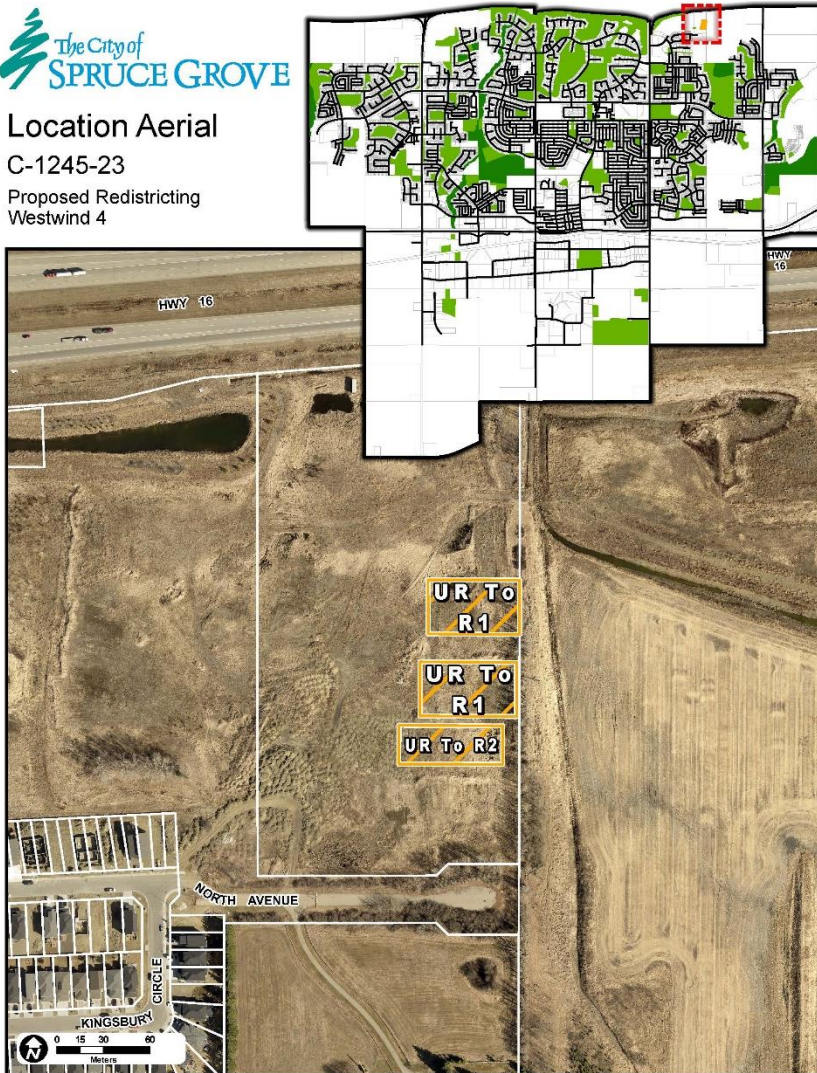 The City of
SPRUCE GROVE
Location Aerial
C-1245-23
Proposed Redistricting
Westwind 4
HWY 16
HWY
16
UR To
R1
UR To
R1
UR To R2
NORTH AVENUE
KINGSBURY CIRCLE
N
0 15 30 60
Meters